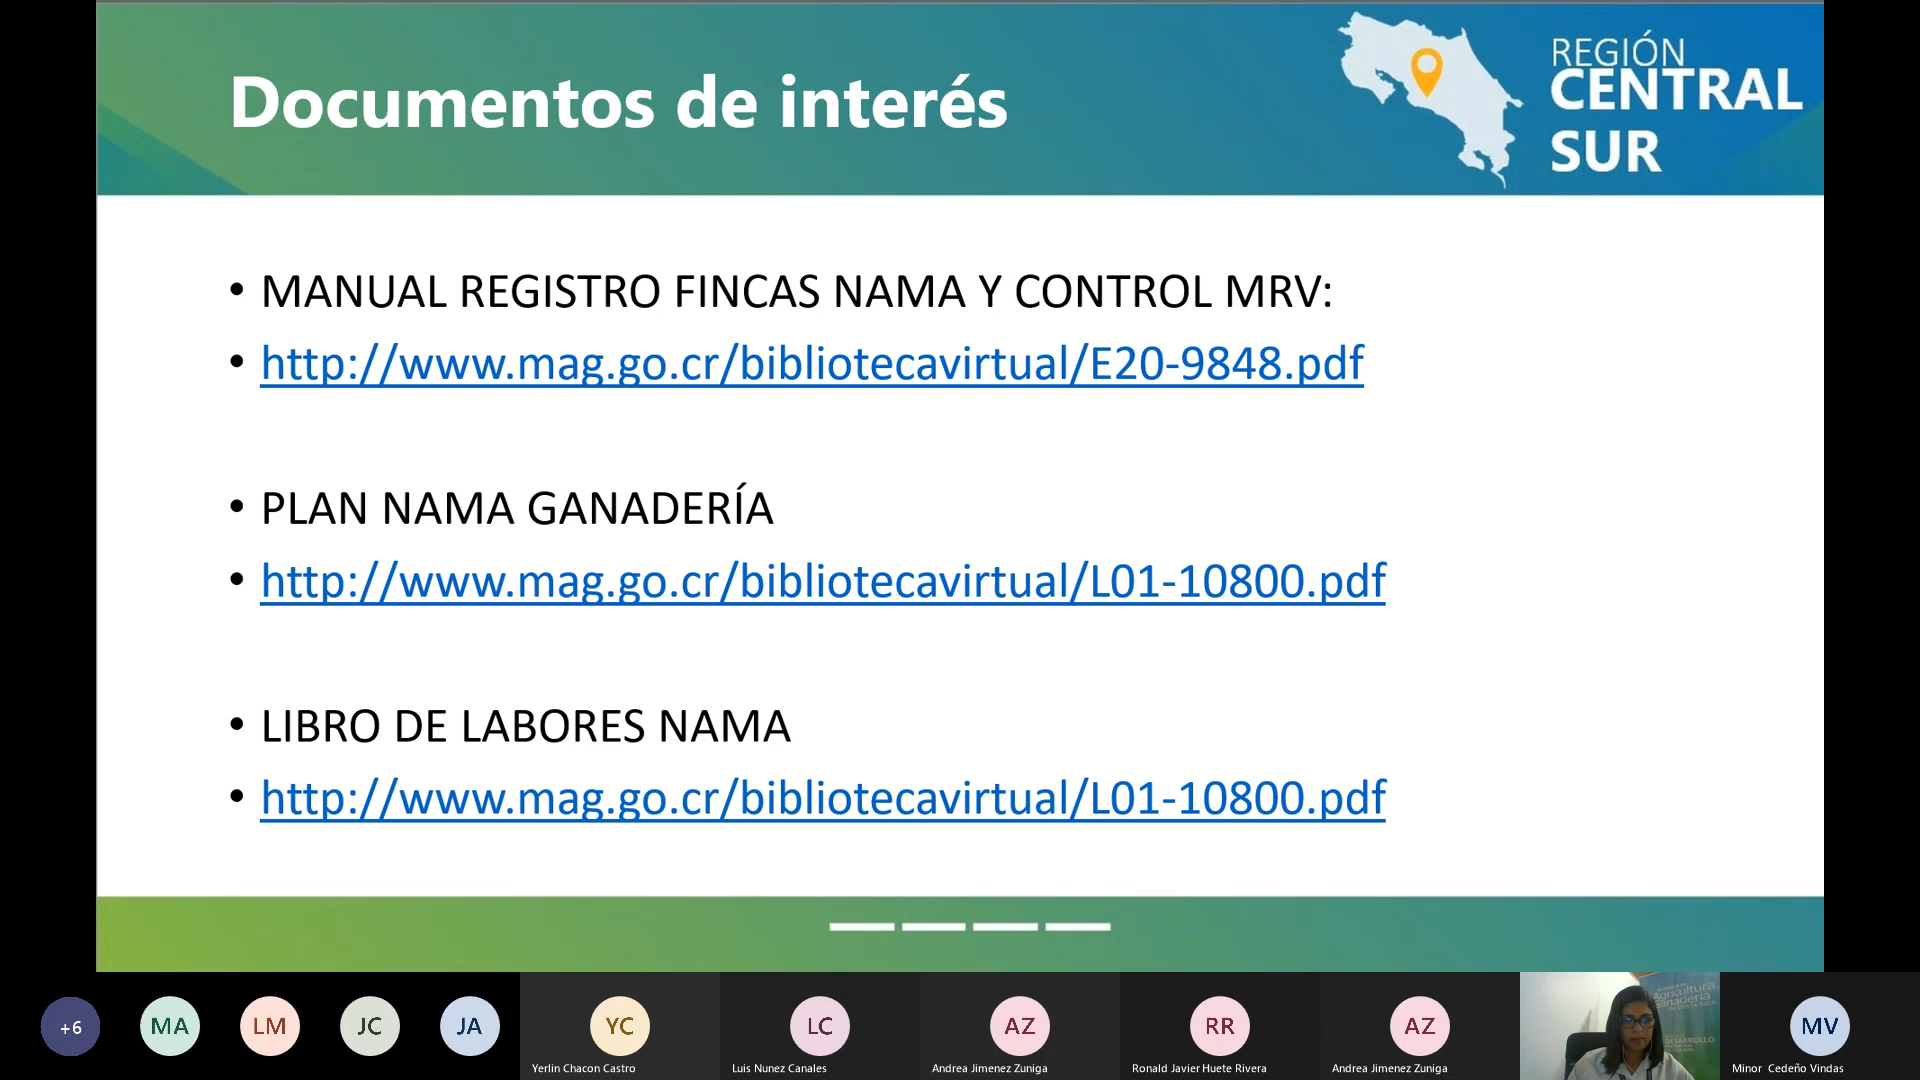 Documentos de interés
REGIÓN
CENTRAL
SUR
• MANUAL REGISTRO FINCAS NAMA Y CONTROL MRV:
• http://www.mag.go.cr/bibliotecavirtual/E20-9848.pdf
• PLAN NAMA GANADERÍA
• http://www.mag.go.cr/bibliotecavirtual/L01-10800.pdf
• LIBRO DE LABORES NAMA
• http://www.mag.go.cr/bibliotecavirtual/L01-10800.pdf
+6
MA
LM
JC
JA
YC
Yerlin Chacon Castro
LC
Luis Nunez Canales
AZ
Andrea Jimenez Zuniga
RR
Ronald Javier Huete Rivera
AZ
Andrea Jimenez Zuniga
Agricultura
Ganadería
DESARROLLO
MV
Minor Cedeño Vindas